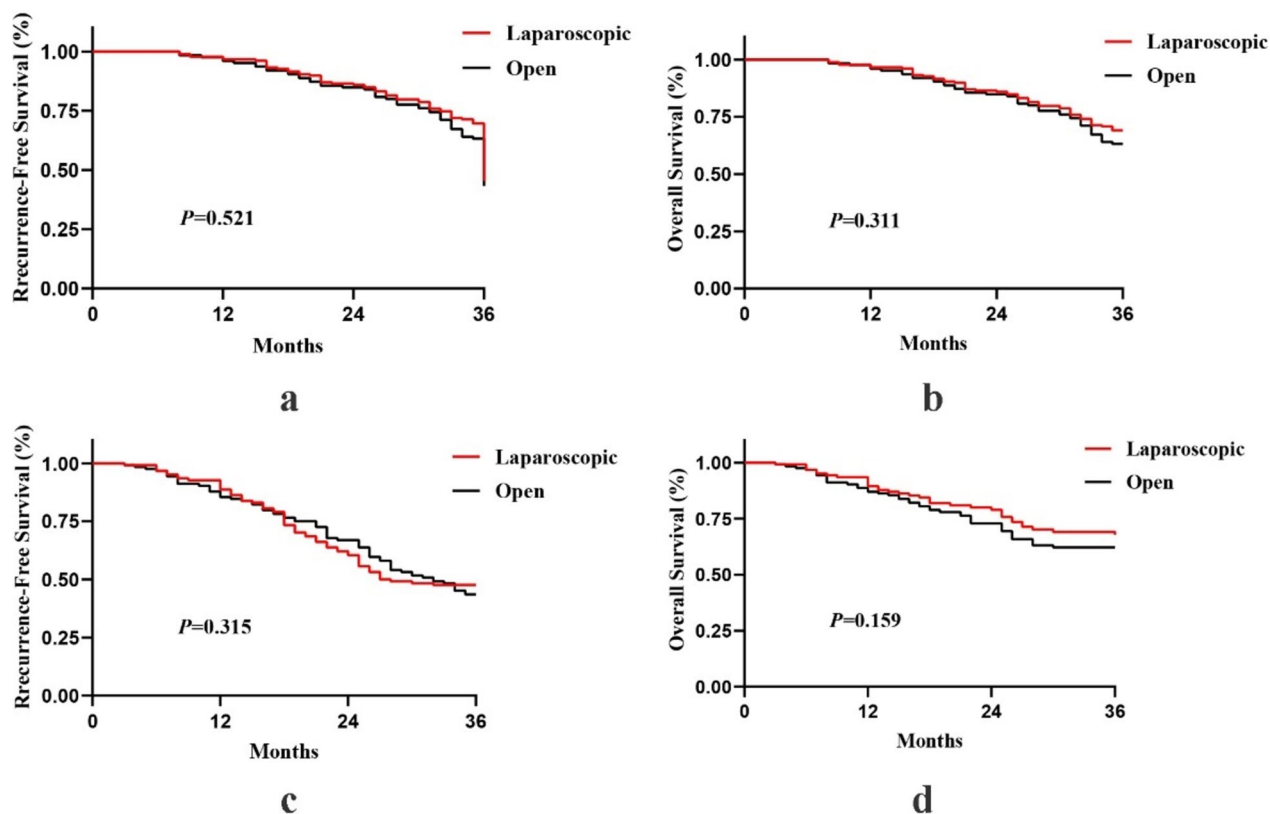 Rrecurrence-Free Survival (%)
1.00
0.75
0.50
0.25
0.00
0
12
24
36
Months
P=0.521
Laparoscopic
Open
a
Overall Survival (%)
1.00
0.75
0.50
0.25
0.00
0
12
24
36
Months
P=0.311
Laparoscopic
Open
b
Rrecurrence-Free Survival (%)
1.00
0.75
0.50
0.25
0.00
0
12
24
36
Months
P=0.315
Laparoscopic
Open
c
Overall Survival (%)
1.00
0.75
0.50
0.25
0.00
0
12
24
36
Months
P=0.159
Laparoscopic
Open
d